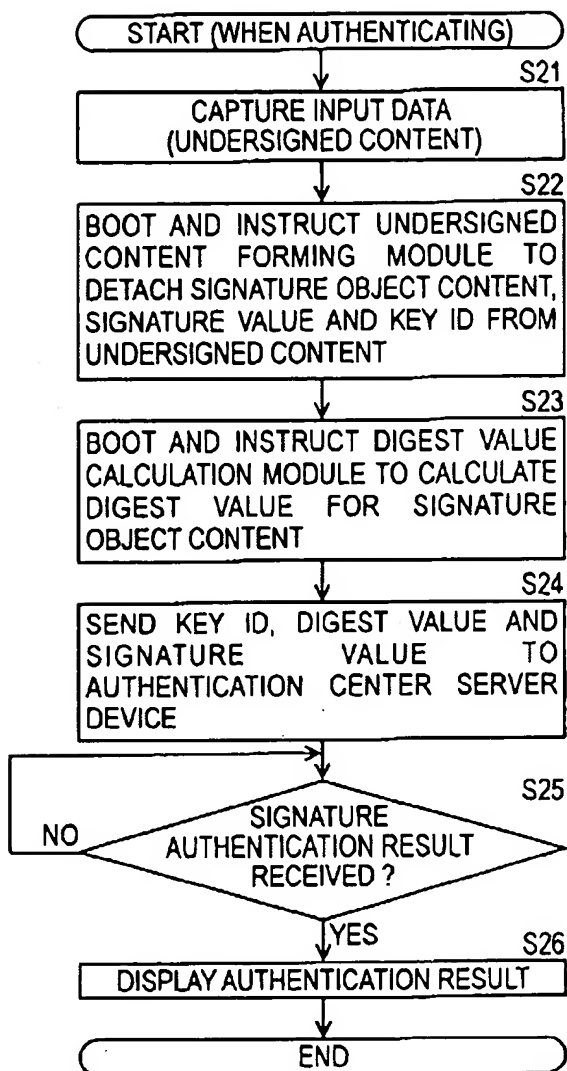 START (WHEN AUTHENTICATING)
S21
CAPTURE INPUT DATA
(UNDERSIGNED CONTENT)
S22
BOOT AND INSTRUCT UNDERSIGNED
CONTENT FORMING MODULE TO
DETACH SIGNATURE OBJECT CONTENT,
SIGNATURE VALUE AND KEY ID FROM
UNDERSIGNED CONTENT
S23
BOOT AND INSTRUCT DIGEST VALUE
CALCULATION MODULE TO CALCULATE
DIGEST VALUE FOR SIGNATURE
OBJECT CONTENT
S24
SEND KEY ID, DIGEST VALUE AND
SIGNATURE VALUE TO
AUTHENTICATION CENTER SERVER
DEVICE
S25
SIGNATURE
AUTHENTICATION RESULT
RECEIVED ?
NO
YES
S26
DISPLAY AUTHENTICATION RESULT
END